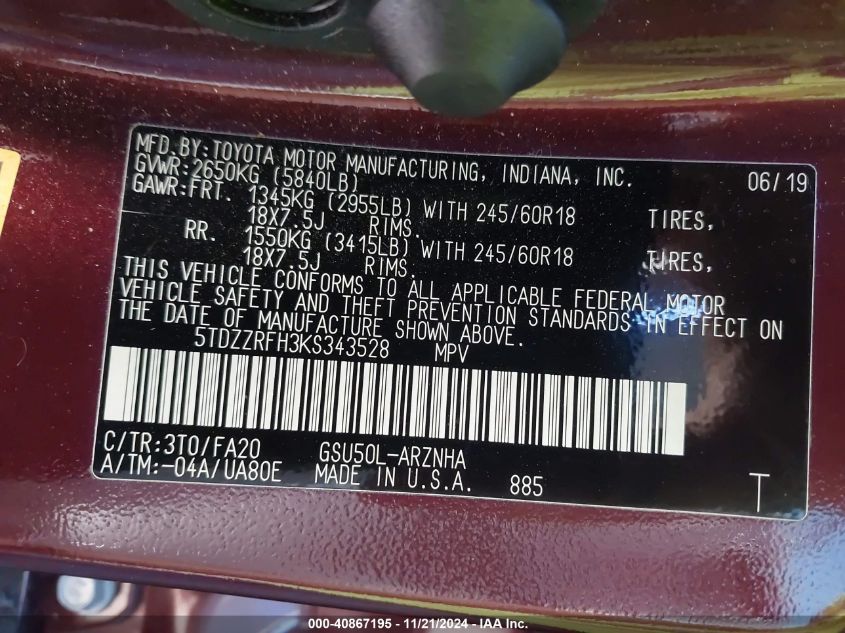 MFD.BY:TOYOTA MOTOR MANUFACTURING, INDIANA, INC. 06/19
GVWR:2650KG (5840LB)
GAWR:FRT. 1345KG (2955LB) WITH 245/60R18 TIRES,
18X7.5J RIMS.
RR. 1550KG (3415LB) WITH 245/60R18 TIRES,
18X7.5J RIMS.
THIS VEHICLE CONFORMS TO ALL APPLICABLE FEDERAL MOTOR
VEHICLE SAFETY AND THEFT PREVENTION STANDARDS IN EFFECT ON
THE DATE OF MANUFACTURE SHOWN ABOVE.
5TDZZRFH3KS343528 MPV
C/TR:3T0/FA20 GSU50L-ARZNHA
A/TM:-04A/UA80E MADE IN U.S.A. 885 T
000-40867195 - 11/21/2024 - IAA Inc.